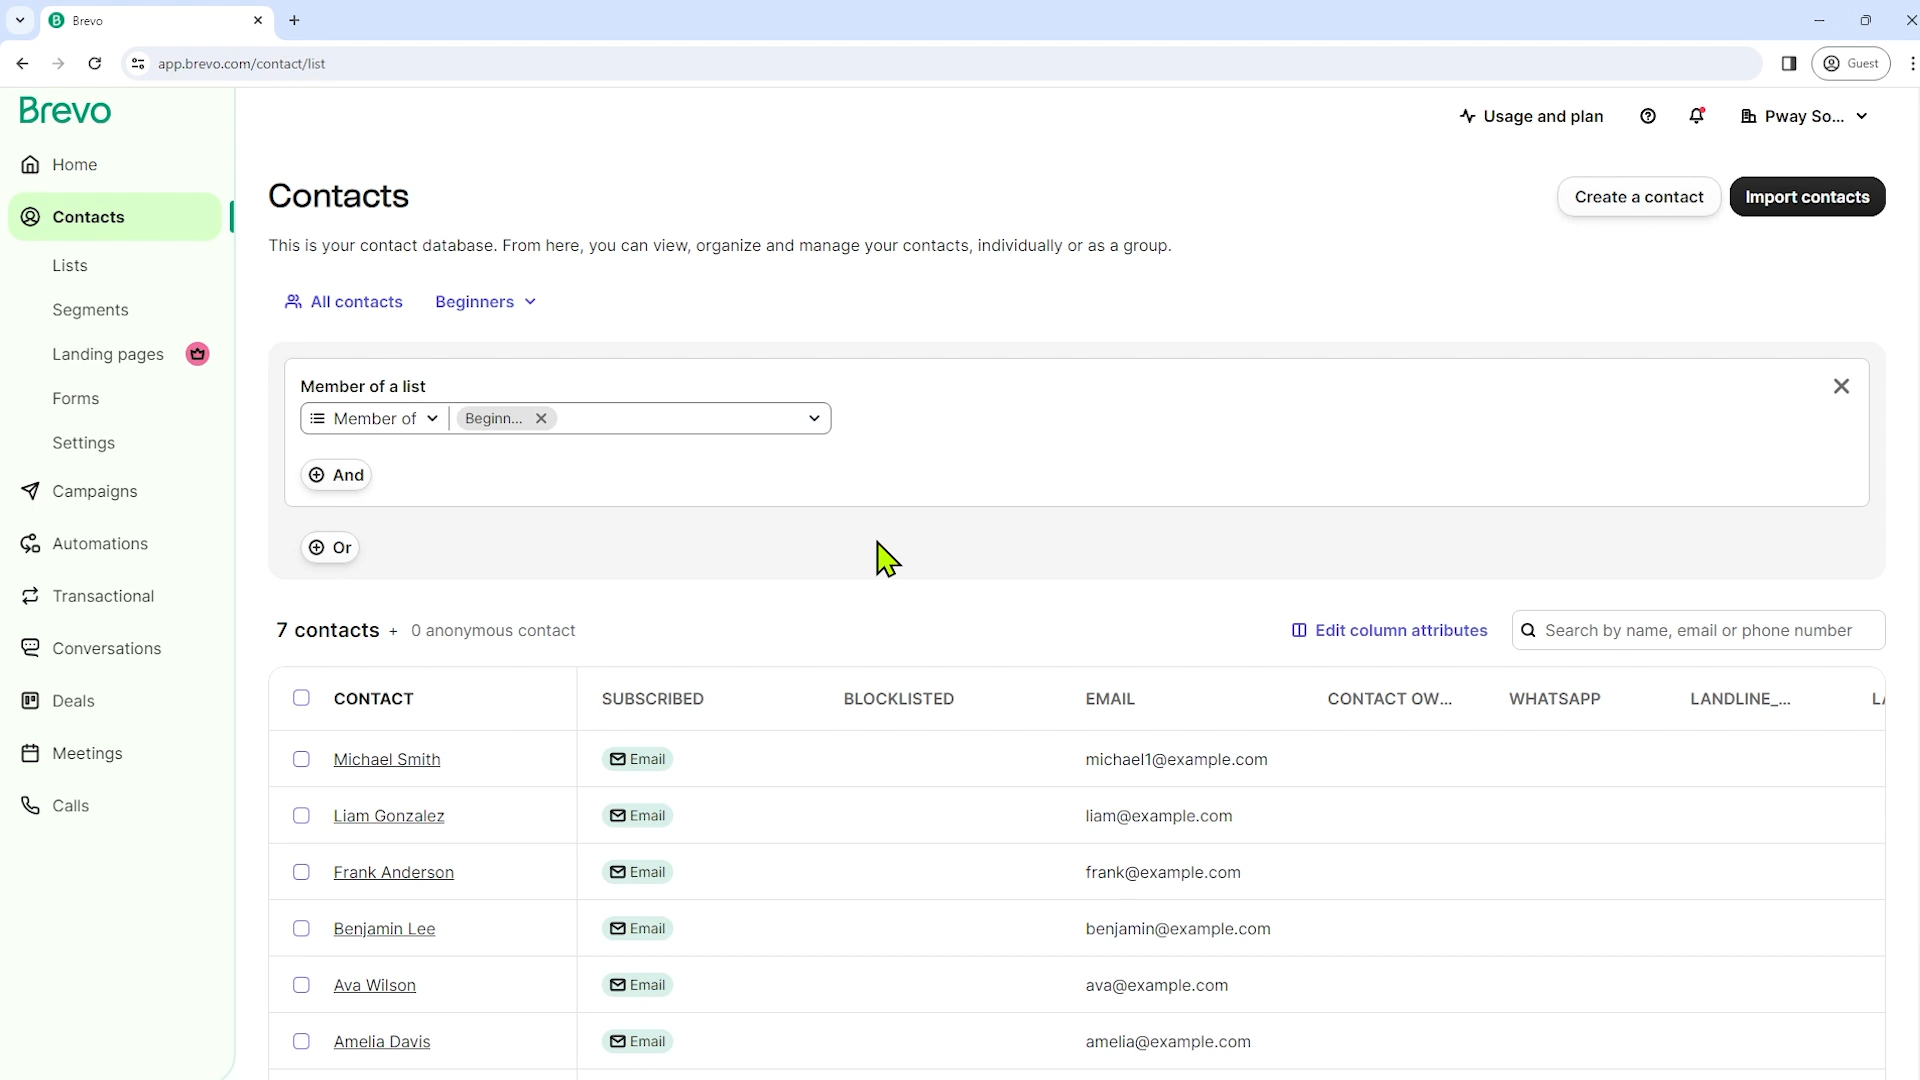 Brevo
app.brevo.com/contact/list
Guest
Brevo
Usage and plan
Pway So...
Home
Contacts
Lists
Segments
Landing pages
Forms
Settings
Campaigns
Automations
Transactional
Conversations
Deals
Meetings
Calls
Contacts
Create a contact
Import contacts
This is your contact database. From here, you can view, organize and manage your contacts, individually or as a group.
All contacts
Beginners
Member of a list
Member of
Beginn...
And
Or
7 contacts + 0 anonymous contact
Edit column attributes
Search by name, email or phone number
CONTACT SUBSCRIBED BLOCKLISTED EMAIL CONTACT OW... WHATSAPP LANDLINE_...
Michael Smith Email michael1@example.com
Liam Gonzalez Email liam@example.com
Frank Anderson Email frank@example.com
Benjamin Lee Email benjamin@example.com
Ava Wilson Email ava@example.com
Amelia Davis Email amelia@example.com